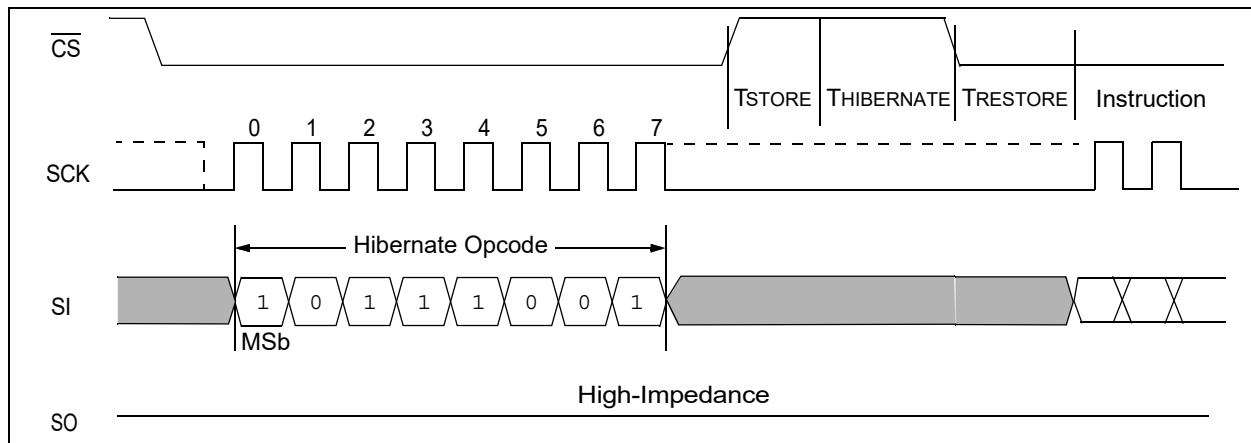 CS
TSTORE THIBERNATE TRESTORE Instruction
0 1 2 3 4 5 6 7
SCK
Hibernate Opcode
SI 1 0 1 1 1 0 0 1
MSb
High-Impedance
SO